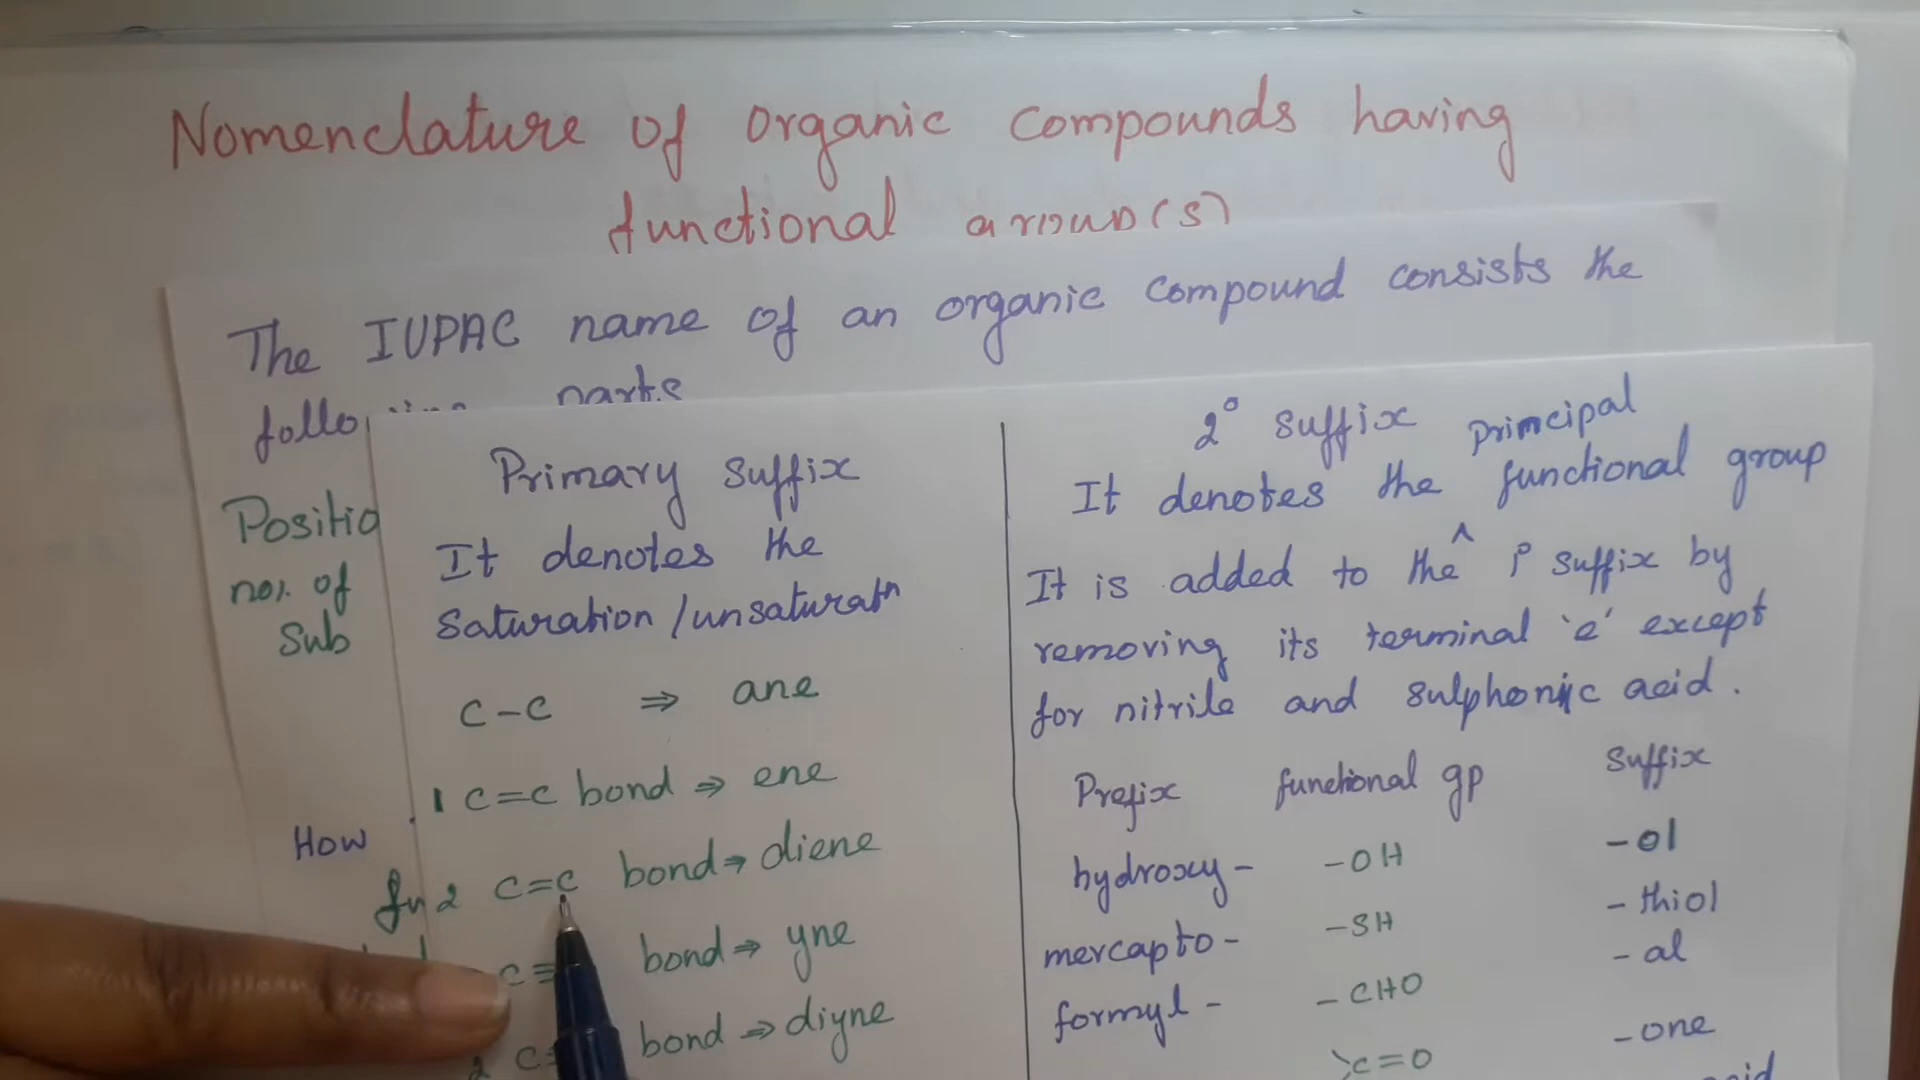 Nomenclature of organic compounds having
functional group(s)
The IUPAC name of an organic compound consists the
following parts
Positio
no. of
Sub
How
Primary suffix
It denotes the
saturation/unsaturatn
C-C ⇒ ane
1 C=C bond ⇒ ene
2 C=C bond ⇒ diene
C≡ bond ⇒ yne
2 C≡ bond ⇒ diyne
2° suffix
It denotes the principal functional group
It is added to the ^ 1° suffix by
removing its terminal 'e' except
for nitrile and sulphonic acid.
Prefix functional gp Suffix
hydroxy- -OH -ol
mercapto- -SH -thiol
formyl- -CHO -al
>C=O -one